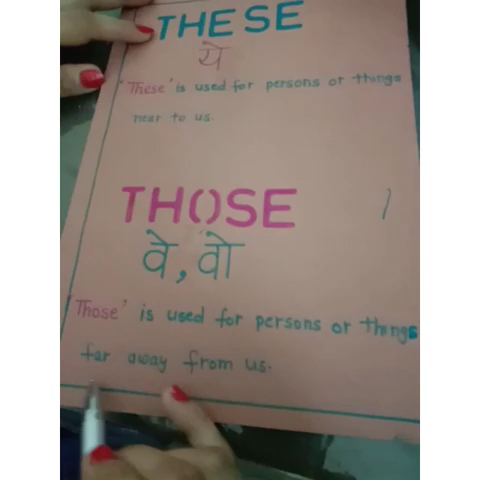 THESE
ये
'These' is used for persons or things
near to us.
THOSE
वे, वो
'Those' is used for persons or things
far away from us.